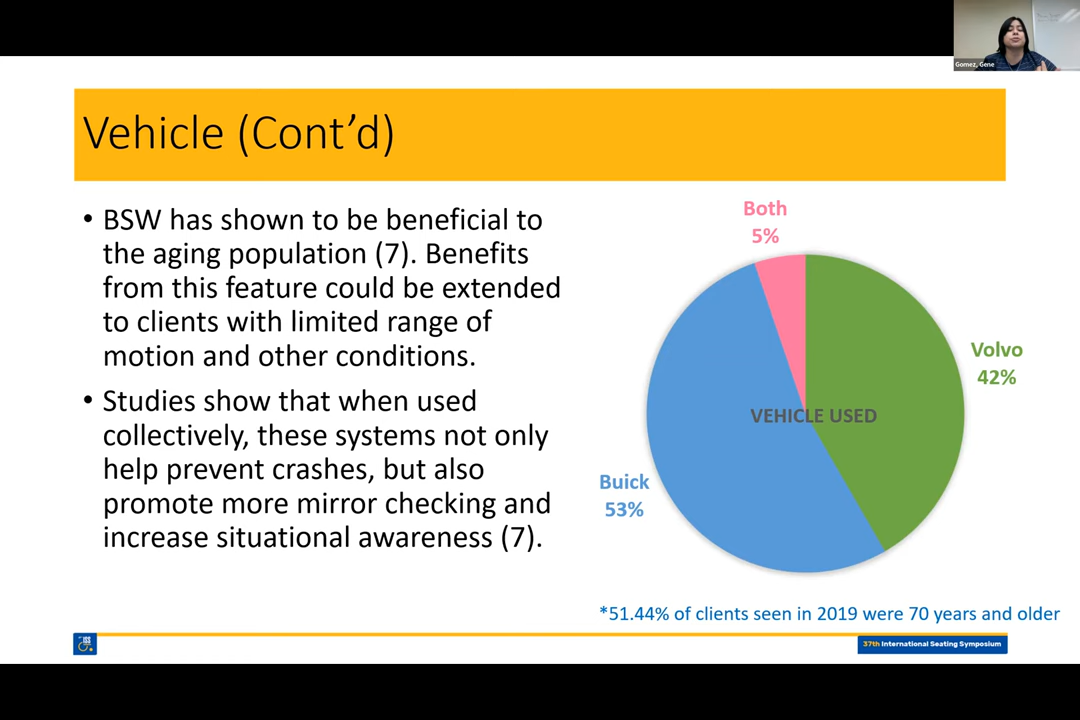 Gomez, Gene
Vehicle (Cont’d)
• BSW has shown to be beneficial to
the aging population (7). Benefits
from this feature could be extended
to clients with limited range of
motion and other conditions.
• Studies show that when used
collectively, these systems not only
help prevent crashes, but also
promote more mirror checking and
increase situational awareness (7).
Both
5%
Volvo
42%
VEHICLE USED
Buick
53%
*51.44% of clients seen in 2019 were 70 years and older
ISS
37th International Seating Symposium